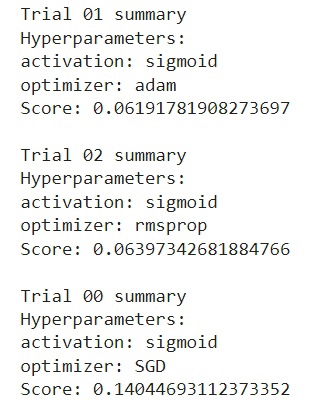 Trial 01 summary
Hyperparameters:
activation: sigmoid
optimizer: adam
Score: 0.06191781908273697
Trial 02 summary
Hyperparameters:
activation: sigmoid
optimizer: rmsprop
Score: 0.06397342681884766
Trial 00 summary
Hyperparameters:
activation: sigmoid
optimizer: SGD
Score: 0.14044693112373352